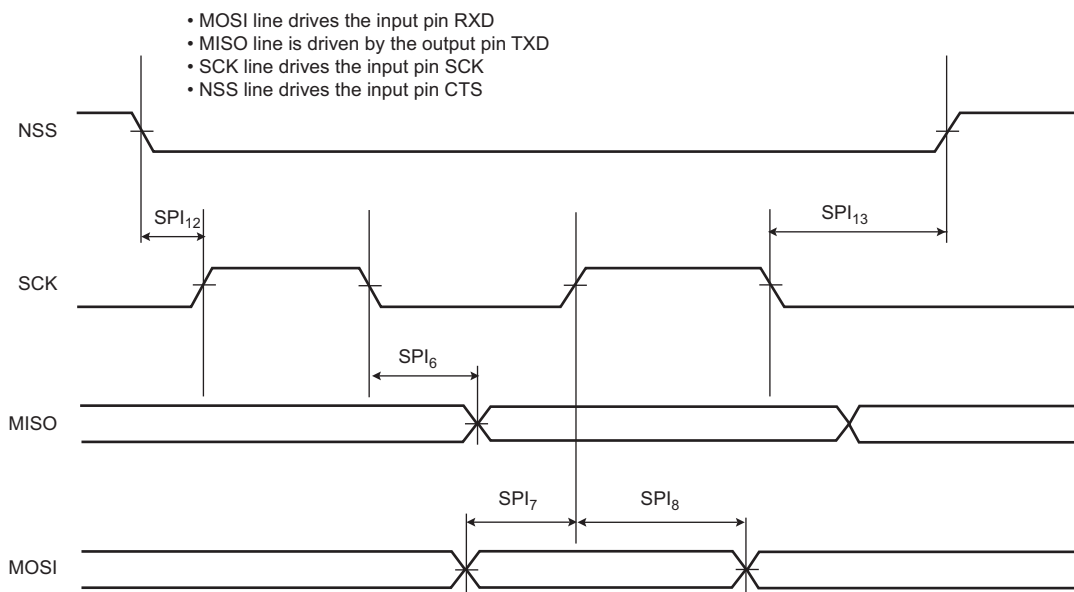 • MOSI line drives the input pin RXD
• MISO line is driven by the output pin TXD
• SCK line drives the input pin SCK
• NSS line drives the input pin CTS
NSS
SPI12
SPI13
SCK
SPI6
MISO
SPI7
SPI8
MOSI